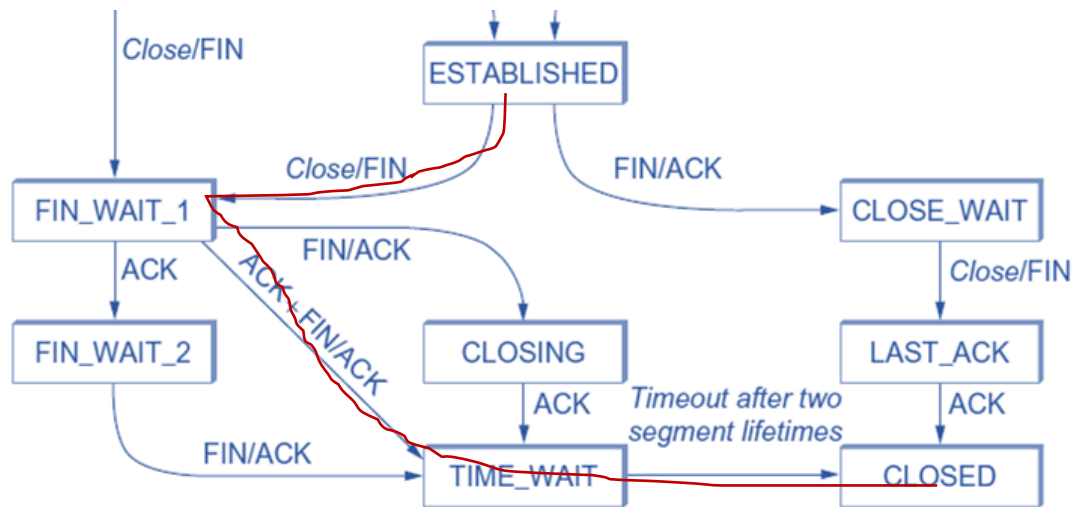 Close/FIN
ESTABLISHED
Close/FIN
FIN/ACK
FIN_WAIT_1
CLOSE_WAIT
FIN/ACK
ACK
ACK + FIN/ACK
Close/FIN
FIN_WAIT_2
CLOSING
LAST_ACK
ACK
Timeout after two
segment lifetimes
ACK
FIN/ACK
TIME_WAIT
CLOSED